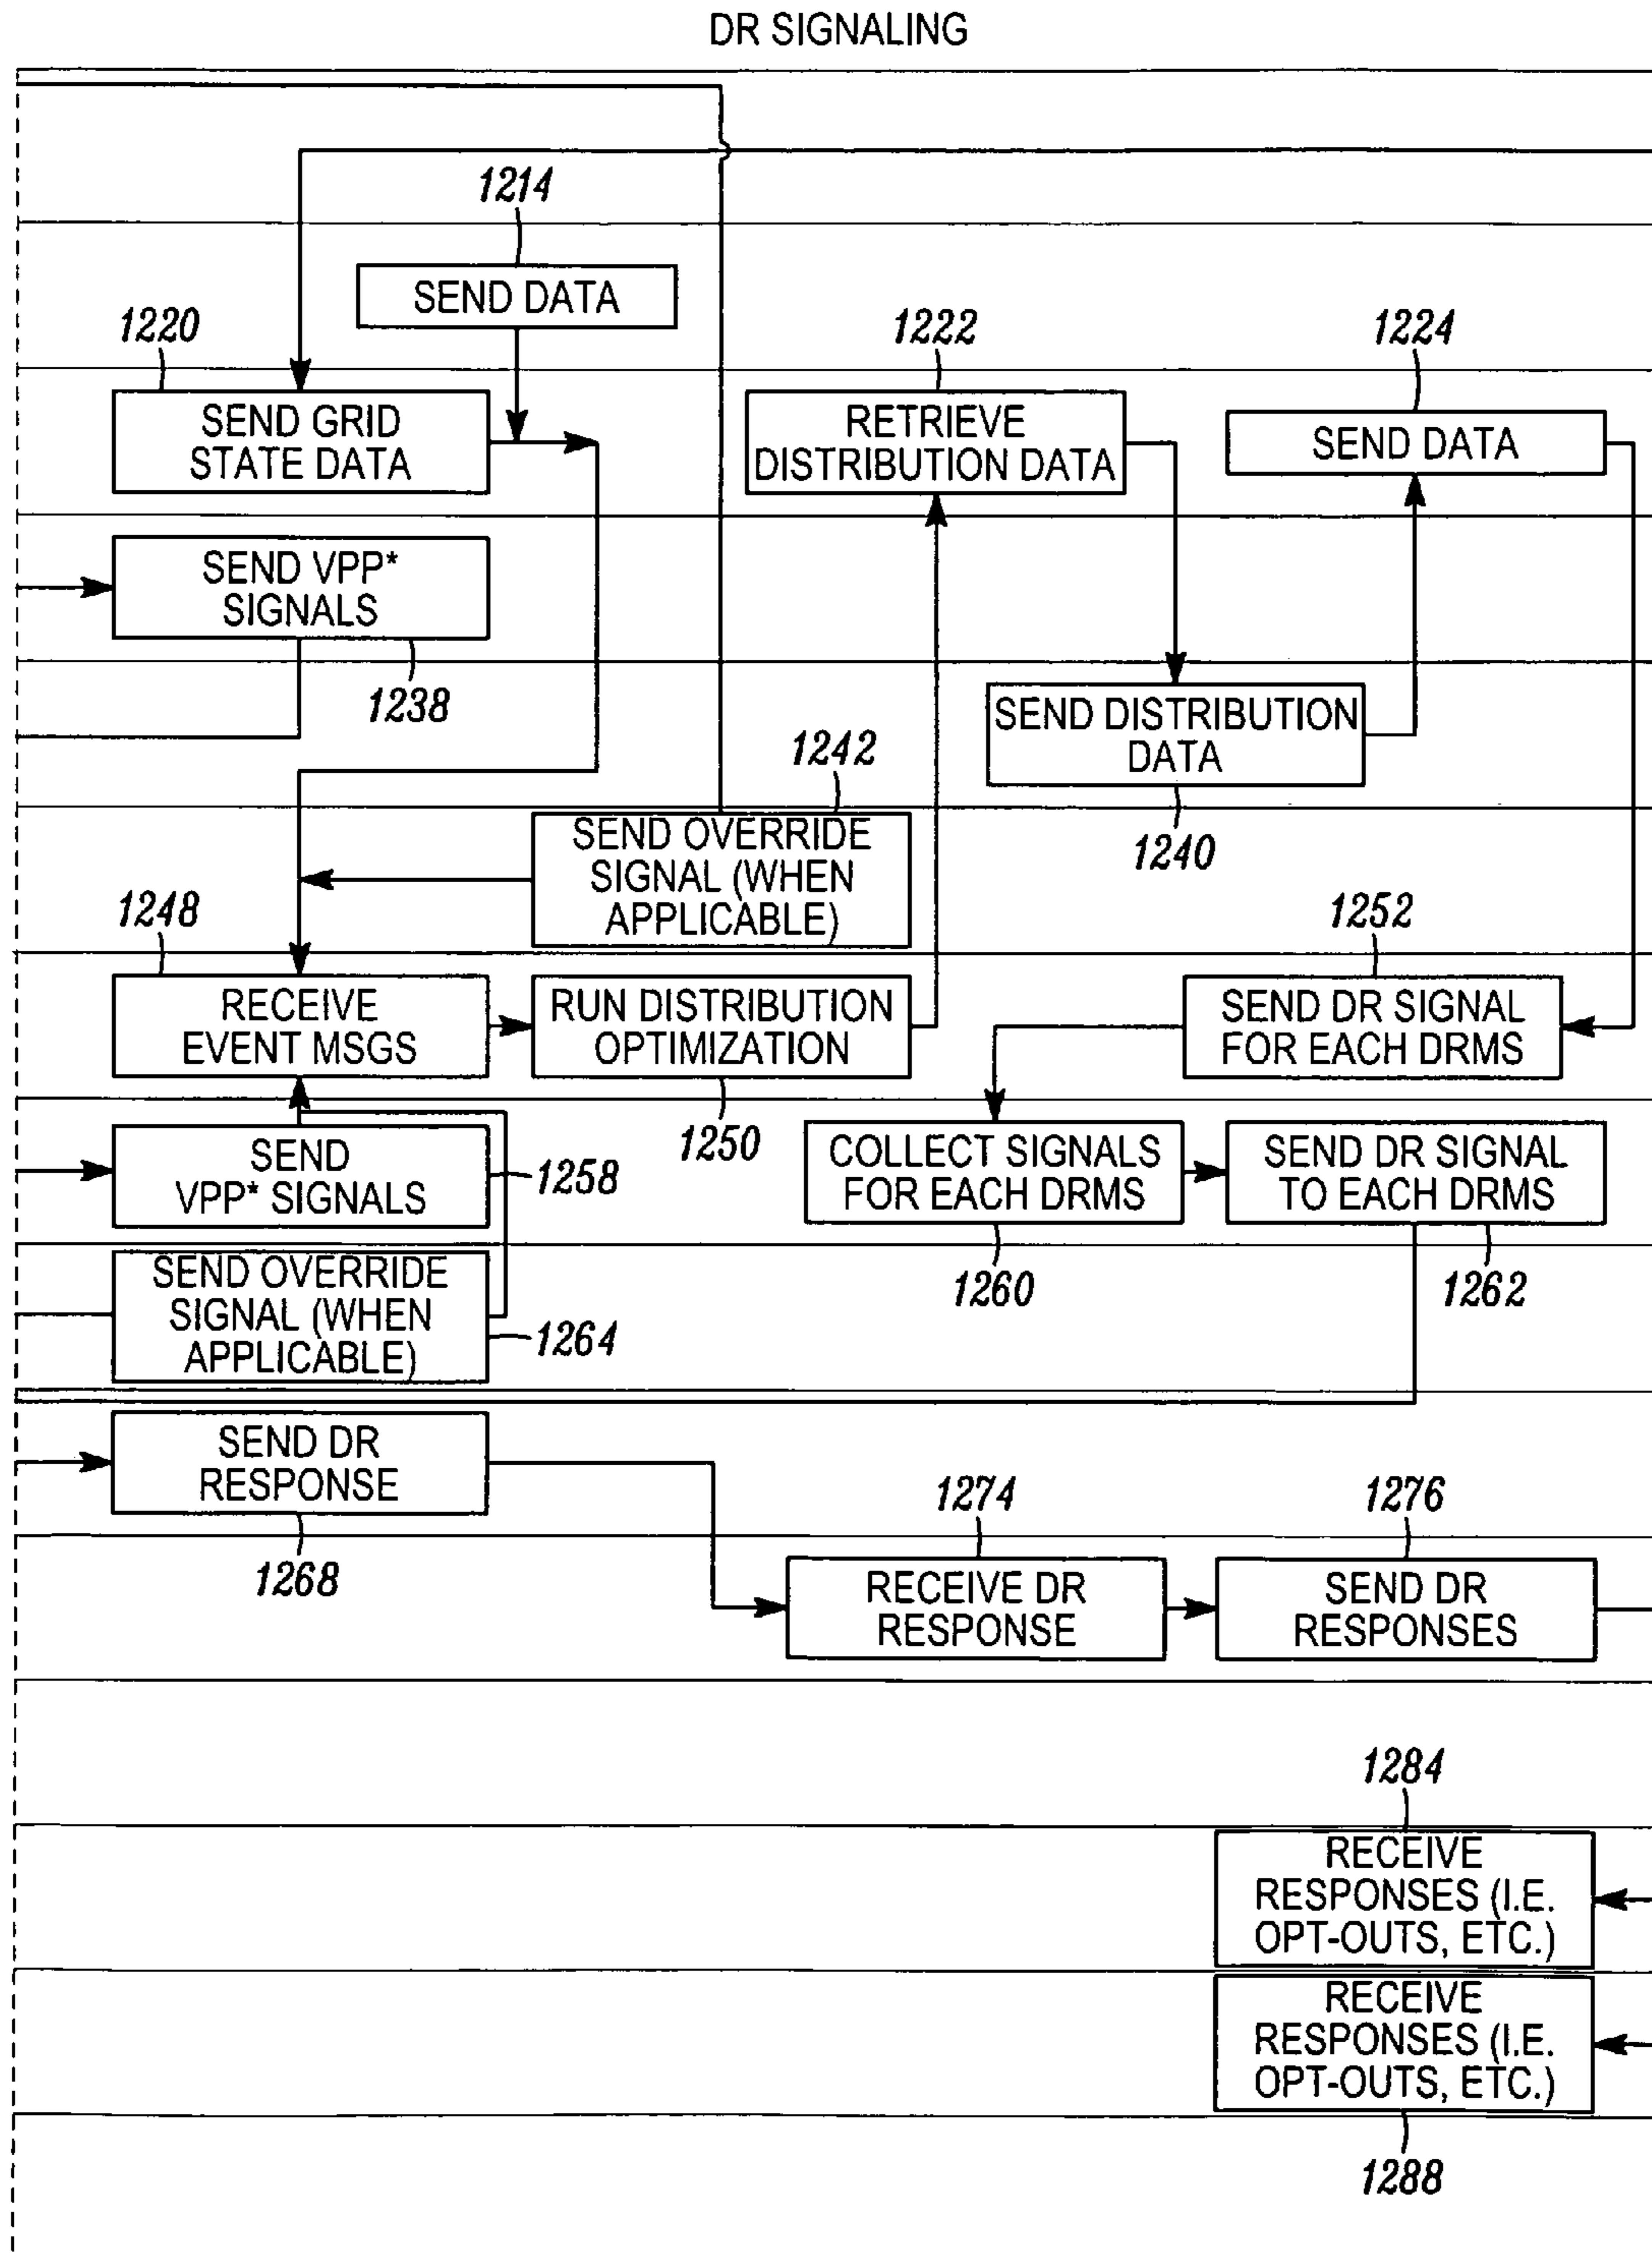 DR SIGNALING
1214
SEND DATA
1220
SEND GRID
STATE DATA
1222
RETRIEVE
DISTRIBUTION DATA
1224
SEND DATA
SEND VPP*
SIGNALS
1238
SEND DISTRIBUTION
DATA
1240
1242
SEND OVERRIDE
SIGNAL (WHEN
APPLICABLE)
1248
RECEIVE
EVENT MSGS
RUN DISTRIBUTION
OPTIMIZATION
1250
1252
SEND DR SIGNAL
FOR EACH DRMS
SEND
VPP* SIGNALS
1258
COLLECT SIGNALS
FOR EACH DRMS
1260
SEND DR SIGNAL
TO EACH DRMS
1262
SEND OVERRIDE
SIGNAL (WHEN
APPLICABLE)
1264
SEND DR
RESPONSE
1268
1274
RECEIVE DR
RESPONSE
1276
SEND DR
RESPONSES
1284
RECEIVE
RESPONSES (I.E.
OPT-OUTS, ETC.)
RECEIVE
RESPONSES (I.E.
OPT-OUTS, ETC.)
1288